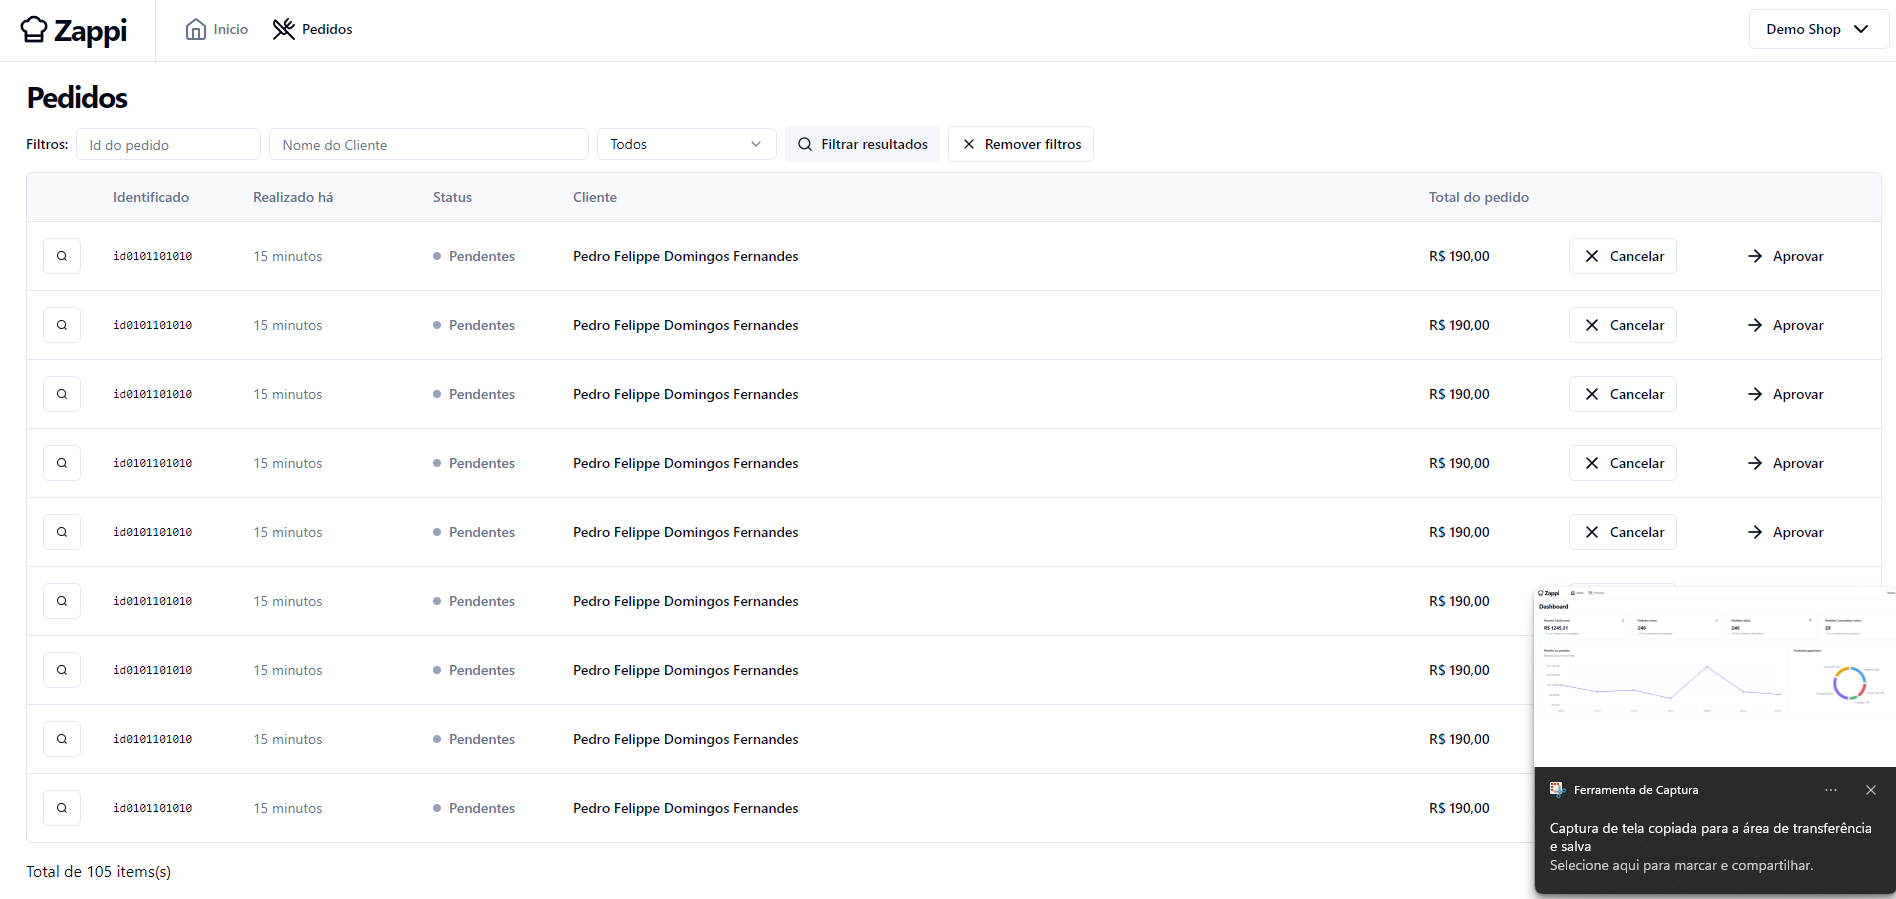 Zappi
Inicio
Pedidos
Demo Shop
Pedidos
Filtros:
Id do pedido
Nome do Cliente
Todos
Filtrar resultados
Remover filtros
Identificado Realizado há Status Cliente Total do pedido
id0101101010 15 minutos Pendentes Pedro Felippe Domingos Fernandes R$ 190,00 Cancelar Aprovar
id0101101010 15 minutos Pendentes Pedro Felippe Domingos Fernandes R$ 190,00 Cancelar Aprovar
id0101101010 15 minutos Pendentes Pedro Felippe Domingos Fernandes R$ 190,00 Cancelar Aprovar
id0101101010 15 minutos Pendentes Pedro Felippe Domingos Fernandes R$ 190,00 Cancelar Aprovar
id0101101010 15 minutos Pendentes Pedro Felippe Domingos Fernandes R$ 190,00 Cancelar Aprovar
id0101101010 15 minutos Pendentes Pedro Felippe Domingos Fernandes R$ 190,00
id0101101010 15 minutos Pendentes Pedro Felippe Domingos Fernandes R$ 190,00
id0101101010 15 minutos Pendentes Pedro Felippe Domingos Fernandes R$ 190,00
id0101101010 15 minutos Pendentes Pedro Felippe Domingos Fernandes R$ 190,00
Total de 105 items(s)
Zappi
Dashboard
R$ 1245,31
246
246
20
Ferramenta de Captura
Captura de tela copiada para a área de transferência
e salva
Selecione aqui para marcar e compartilhar.